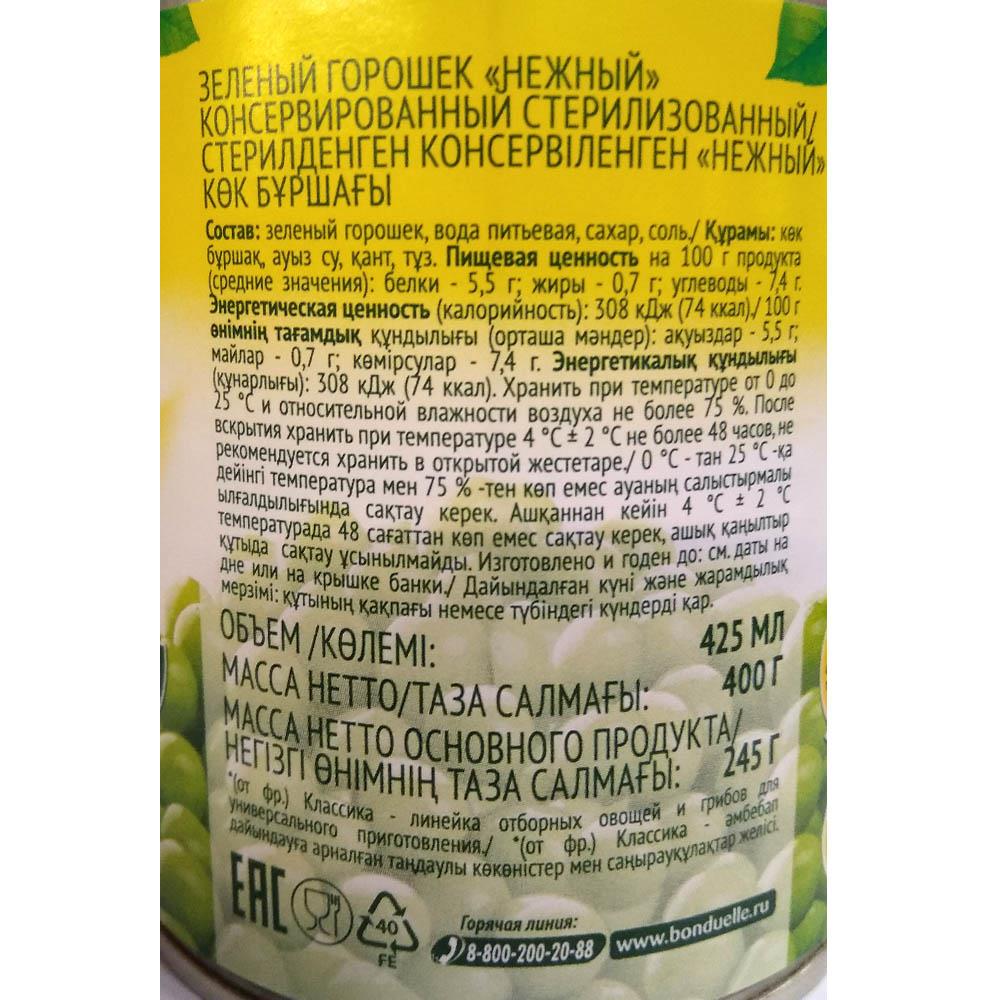 ЗЕЛЕНЫЙ ГОРОШЕК «НЕЖНЫЙ»
КОНСЕРВИРОВАННЫЙ СТЕРИЛИЗОВАННЫЙ/
СТЕРИЛДЕНГЕН КОНСЕРВІЛЕНГЕН «НЕЖНЫЙ»
КӨК БҰРШАҒЫ
Состав: зеленый горошек, вода питьевая, сахар, соль./ Құрамы: көк
бұршақ, ауыз су, қант, тұз. Пищевая ценность на 100 г продукта
(средние значения): белки - 5,5 г; жиры - 0,7 г; углеводы - 7,4 г.
Энергетическая ценность (калорийность): 308 кДж (74 ккал)./ 100 г
өнімнің тағамдық құндылығы (орташа мәндер): ақуыздар - 5,5 г;
майлар - 0,7 г; көмірсулар - 7,4 г. Энергетикалық құндылығы
(құнарлығы): 308 кДж (74 ккал). Хранить при температуре от 0 до
25 °С и относительной влажности воздуха не более 75 %. После
вскрытия хранить при температуре 4 °С ± 2 °С не более 48 часов, не
рекомендуется хранить в открытой жестетаре./ 0 °С - тан 25 °С -қа
дейінгі температура мен 75 % -тен көп емес ауаның салыстырмалы
ылғалдылығында сақтау керек. Ашқаннан кейін 4 °С ± 2 °С
температурада 48 сағаттан көп емес сақтау керек, ашық қаңылтыр
құтыда сақтау ұсынылмайды. Изготовлено и годен до: см. даты на
дне или на крышке банки./ Дайындалған күні және жарамдылық
мерзімі: құтының қақпағы немесе түбіндегі күндерді қар.
ОБЪЕМ /КӨЛЕМІ: 425 МЛ
МАССА НЕТТО/ТАЗА САЛМАҒЫ: 400 Г
МАССА НЕТТО ОСНОВНОГО ПРОДУКТА/
НЕГІЗГІ ӨНІМНІҢ ТАЗА САЛМАҒЫ: 245 Г
*(от фр.) Классика - линейка отборных овощей и грибов для
универсального приготовления./ *(от фр.) Классика - амбебап
дайындауға арналған таңдаулы көкөністер мен саңырауқұлақтар желісі.
EAC
40
FE
Горячая линия:
8-800-200-20-88
www.bonduelle.ru